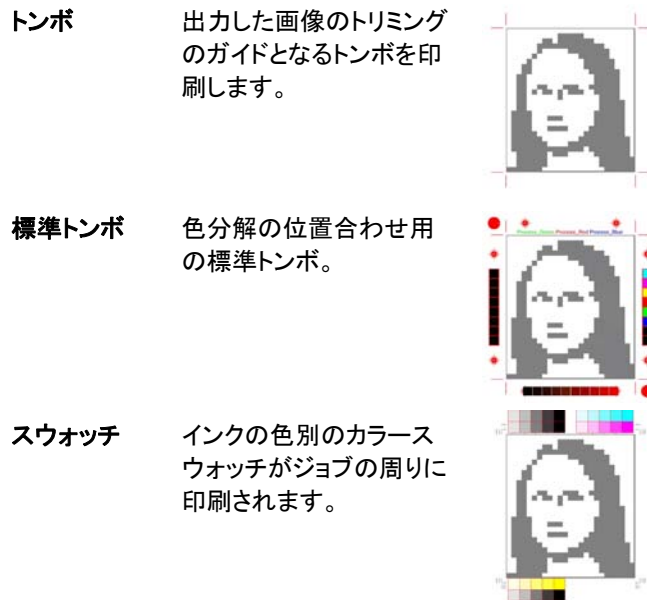 トンボ
出力した画像のトリミング
のガイドとなるトンボを印
刷します。
標準トンボ
色分解の位置合わせ用
の標準トンボ。
スウォッチ
インクの色別のカラース
ウォッチがジョブの周りに
印刷されます。